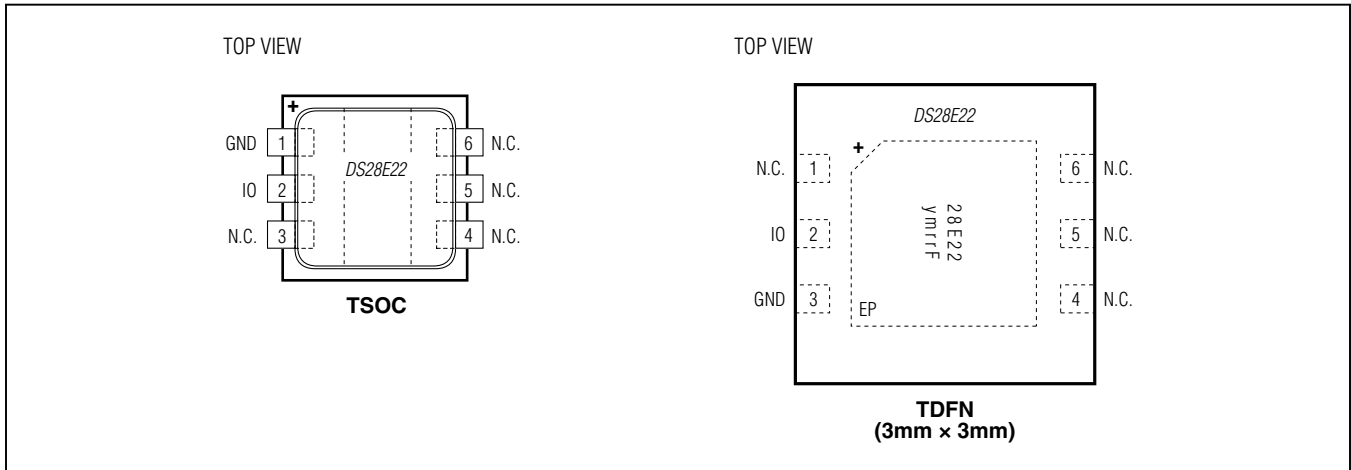 TOP VIEW
+
DS28E22
GND 1
6 N.C.
IO 2
5 N.C.
N.C. 3
4 N.C.
TSOC
TOP VIEW
DS28E22
+
N.C. 1
6 N.C.
IO 2
5 N.C.
GND 3
4 N.C.
28E22
ymrrF
EP
TDFN
(3mm × 3mm)